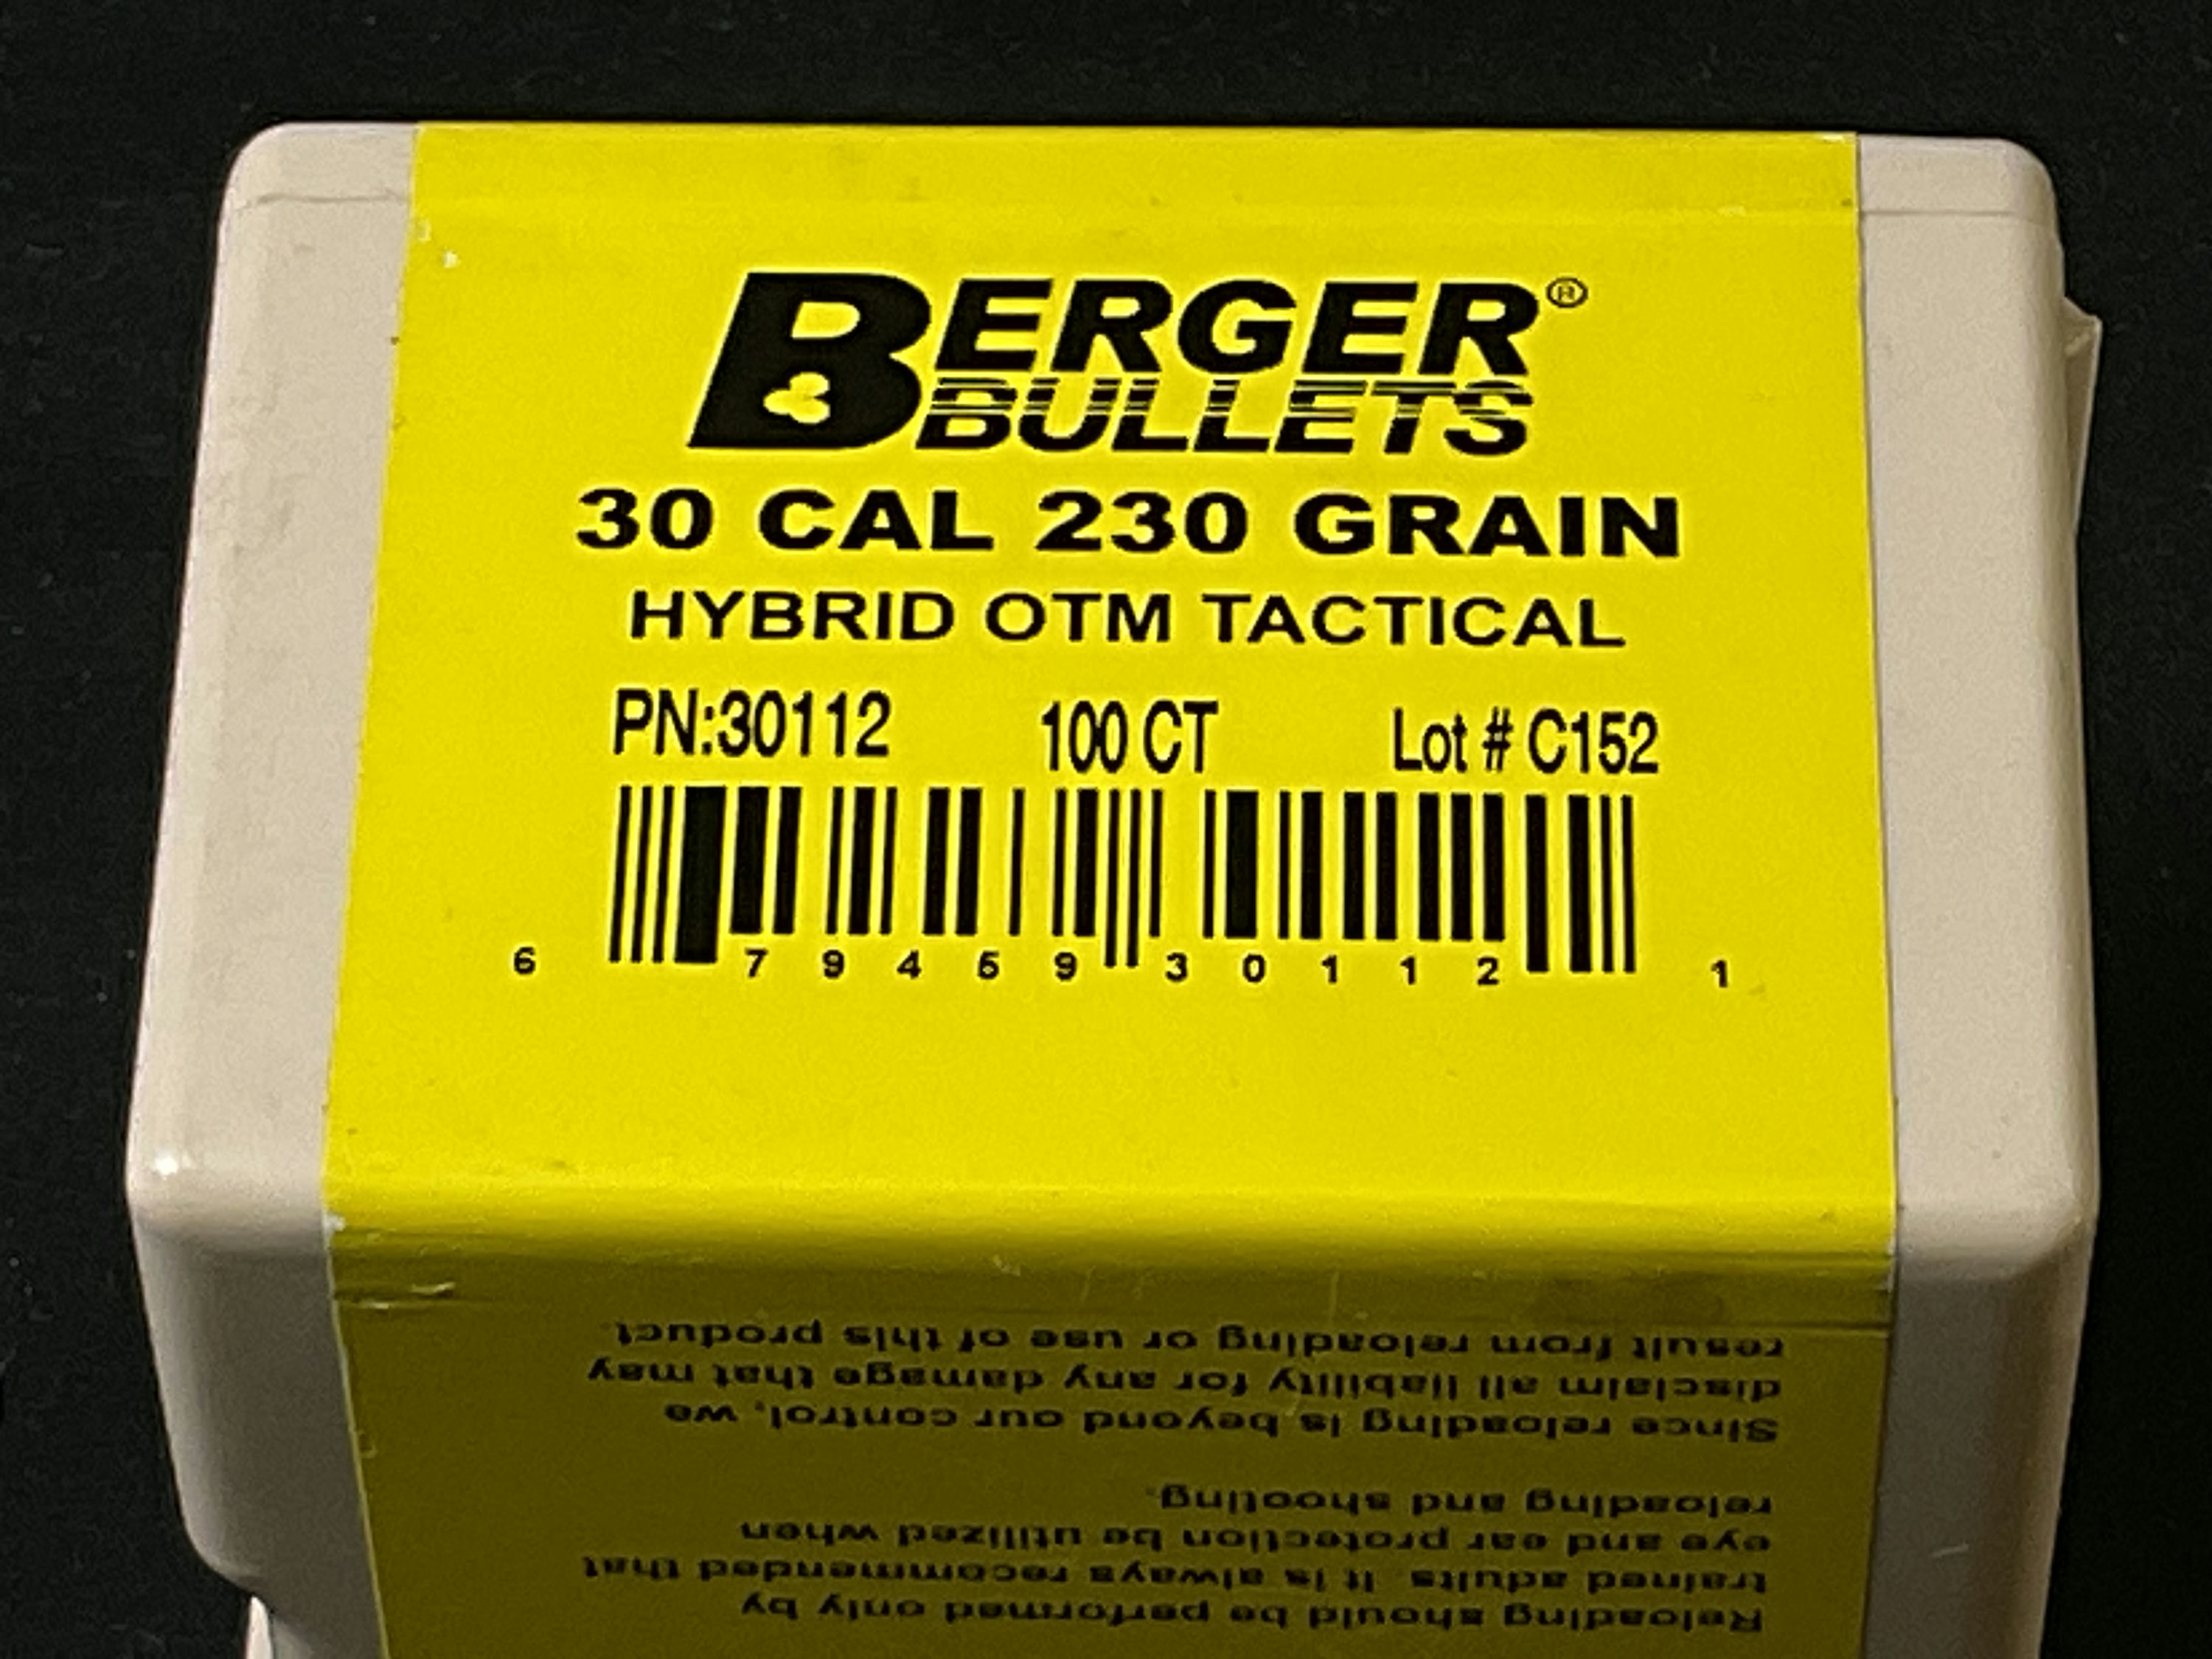 BERGER®
BULLETS
30 CAL 230 GRAIN
HYBRID OTM TACTICAL
PN:30112 100 CT Lot # C152
6 79459 30112 1
Reloading should be performed only by
trained adults. It is always recommended that
eye and ear protection be utilized when
reloading and shooting.
Since reloading is beyond our control, we
disclaim all liability for any damage that may
result from reloading or use of this product.